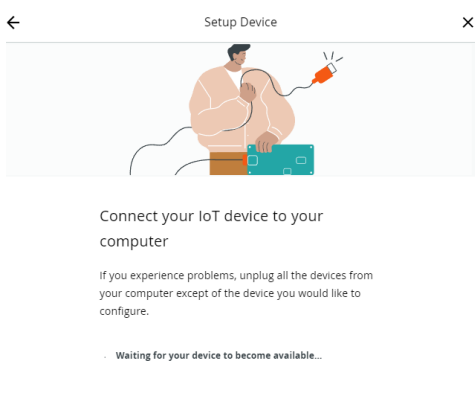 Setup Device
Connect your IoT device to your
computer
If you experience problems, unplug all the devices from
your computer except of the device you would like to
configure.
Waiting for your device to become available...